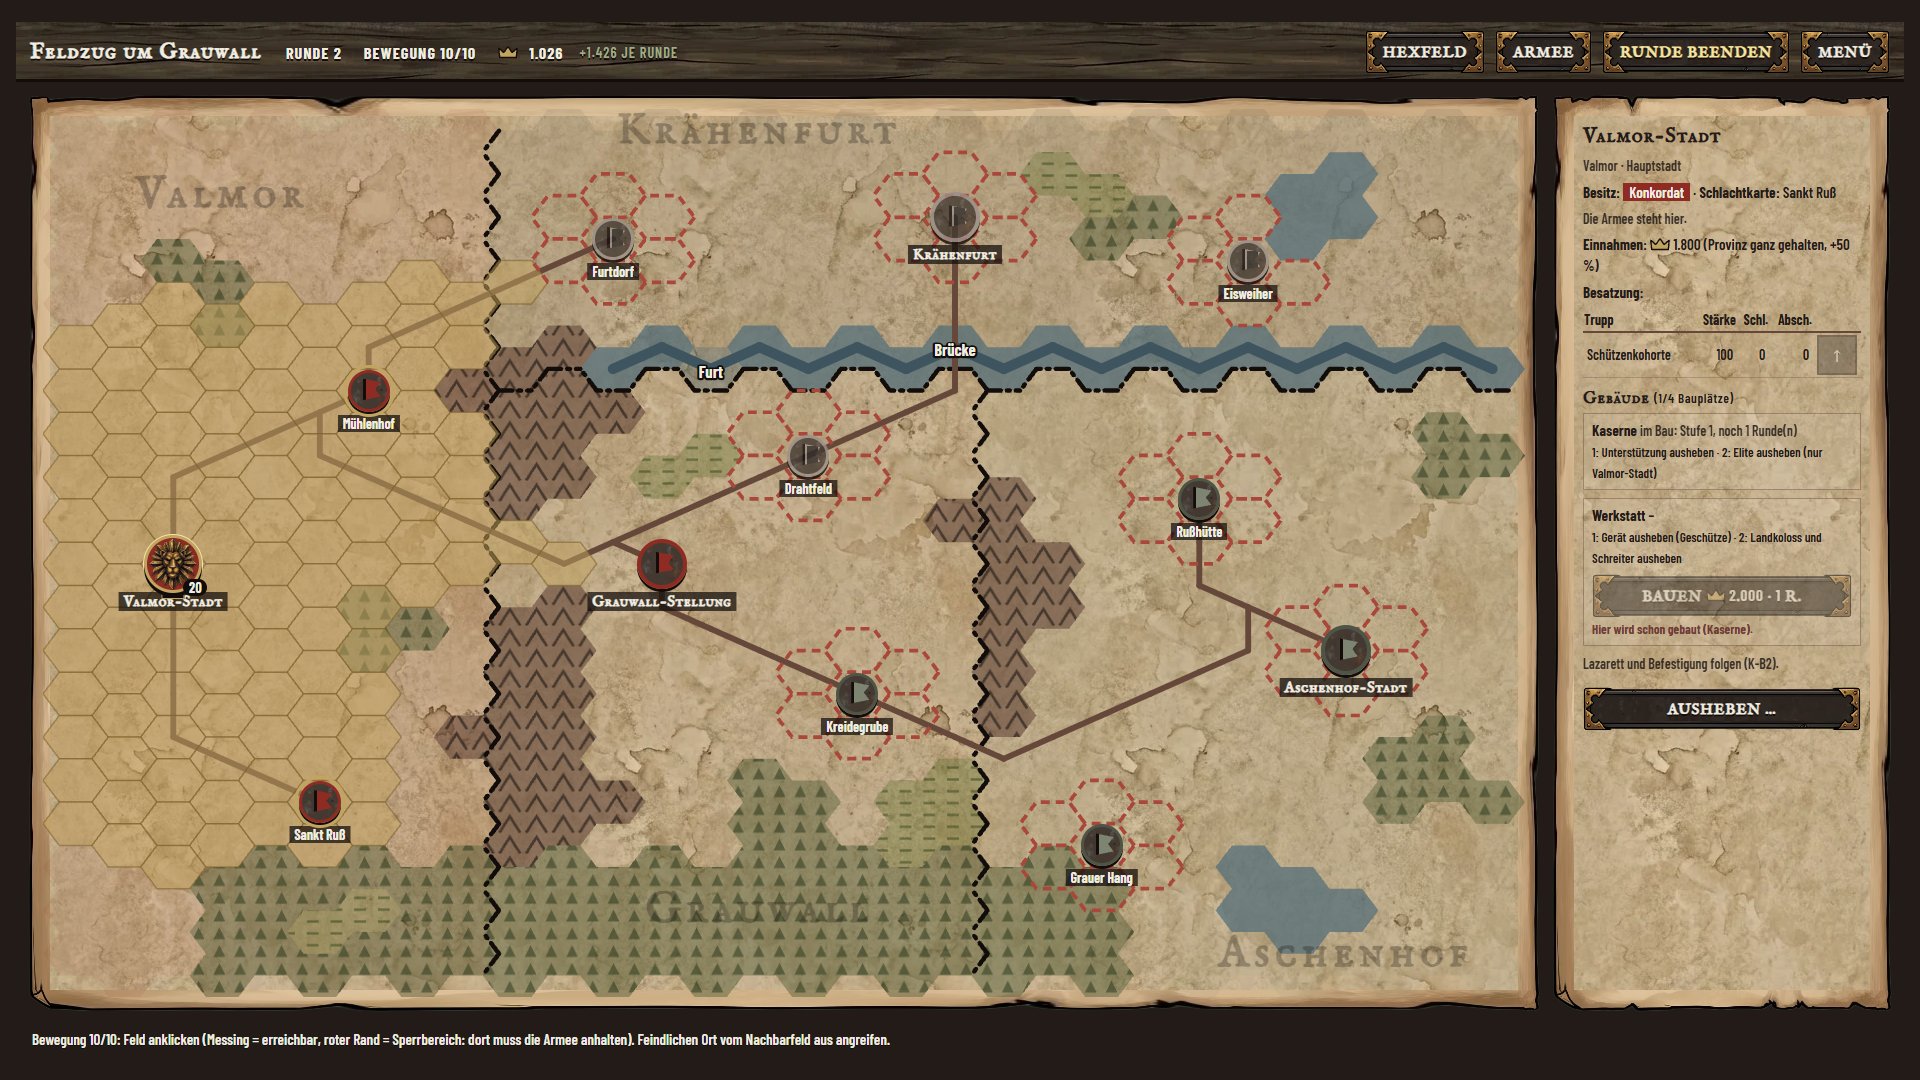 Feldzug um Grauwall RUNDE 2 BEWEGUNG 10/10 1.026 +1.426 JE RUNDE HEXFELD ARMEE RUNDE BEENDEN MENÜ
Krähenfurt
Valmor
Furtdorf
Krähenfurt
Eisweiher
Brücke
Furt
Mühlenhof
Drahtfeld
Rußhütte
20
Valmor-Stadt
Grauwall-Stellung
Aschenhof-Stadt
Kreidegrube
Sankt Ruß
Grauer Hang
Grauwall
Aschenhof
Valmor-Stadt
Valmor · Hauptstadt
Besitz: Konkordat · Schlachtkarte: Sankt Ruß
Die Armee steht hier.
Einnahmen: 1.800 (Provinz ganz gehalten, +50
%)
Besatzung:
Trupp Stärke Schl. Absch.
Schützenkohorte 100 0 0 ↑
Gebäude (1/4 Bauplätze)
Kaserne im Bau: Stufe 1, noch 1 Runde(n)
1: Unterstützung ausheben · 2: Elite ausheben (nur
Valmor-Stadt)
Werkstatt –
1: Gerät ausheben (Geschütze) · 2: Landkoloss und
Schreiter ausheben
BAUEN 2.000 · 1 R.
Hier wird schon gebaut (Kaserne).
Lazarett und Befestigung folgen (K-B2).
AUSHEBEN ...
Bewegung 10/10: Feld anklicken (Messing = erreichbar, roter Rand = Sperrbereich: dort muss die Armee anhalten). Feindlichen Ort vom Nachbarfeld aus angreifen.